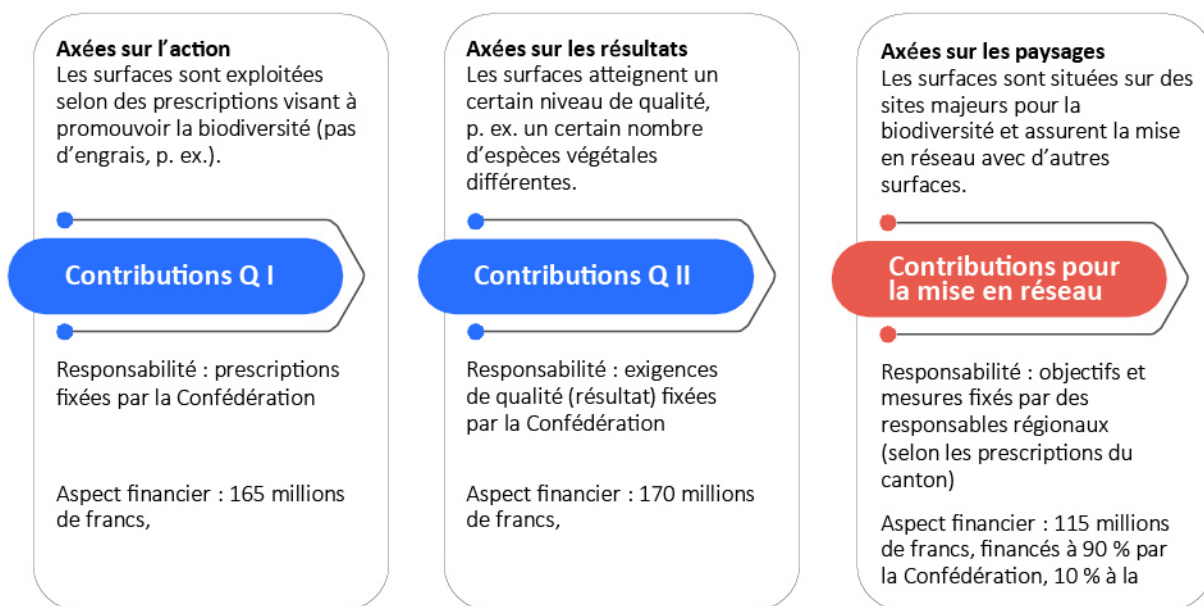 Axées sur l'action
Les surfaces sont exploitées
selon des prescriptions visant à
promouvoir la biodiversité (pas
d'engrais, p. ex.).
Contributions Q I
Responsabilité : prescriptions
fixées par la Confédération
Aspect financier : 165 millions
de francs,
Axées sur les résultats
Les surfaces atteignent un
certain niveau de qualité,
p. ex. un certain nombre
d'espèces végétales
différentes.
Contributions Q II
Responsabilité : exigences
de qualité (résultat) fixées
par la Confédération
Aspect financier : 170 millions
de francs,
Axées sur les paysages
Les surfaces sont situées sur des
sites majeurs pour la
biodiversité et assurent la mise
en réseau avec d'autres
surfaces.
Contributions pour
la mise en réseau
Responsabilité : objectifs et
mesures fixés par des
responsables régionaux
(selon les prescriptions du
canton)
Aspect financier : 115 millions
de francs, financés à 90 % par
la Confédération, 10 % à la